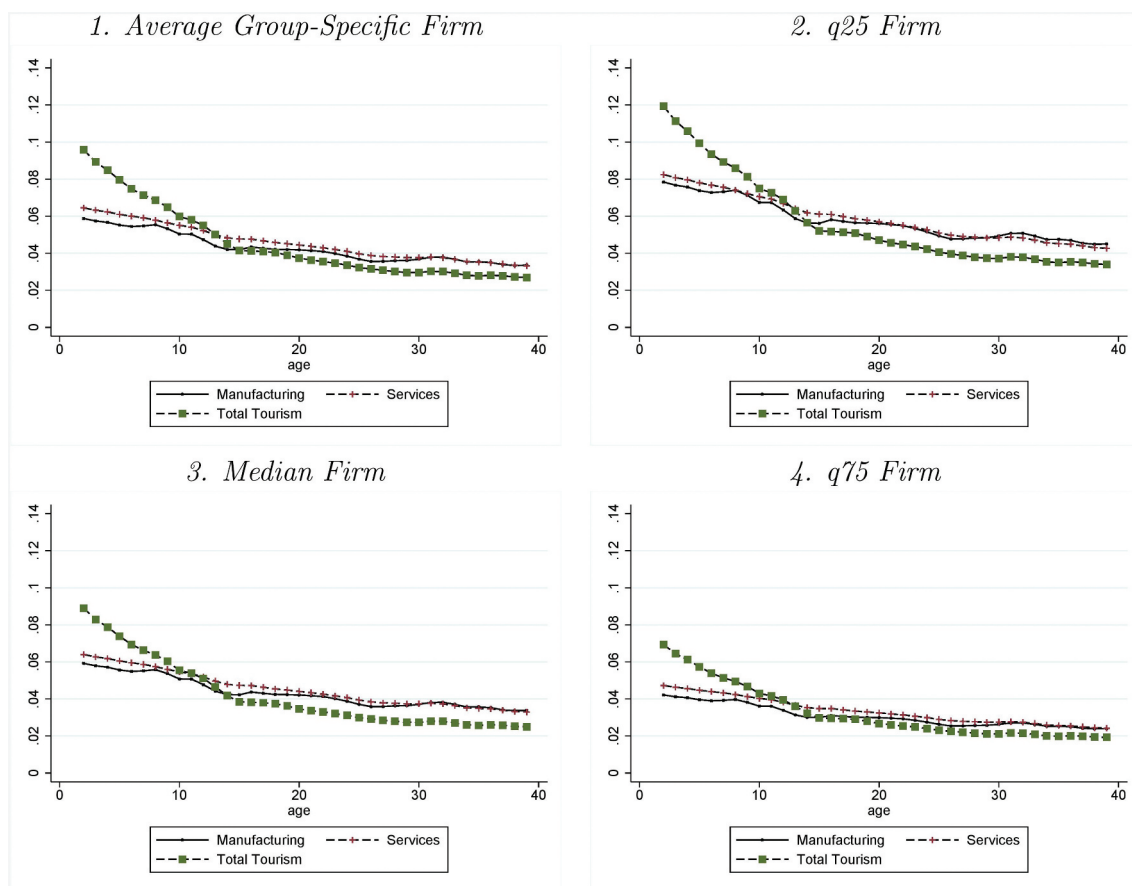 1. Average Group-Specific Firm
.14
.12
.1
.08
.06
.04
.02
0
0 10 20 30 40
age
Manufacturing Services
Total Tourism
2. q25 Firm
.14
.12
.1
.08
.06
.04
.02
0
0 10 20 30 40
age
Manufacturing Services
Total Tourism
3. Median Firm
.14
.12
.1
.08
.06
.04
.02
0
0 10 20 30 40
age
Manufacturing Services
Total Tourism
4. q75 Firm
.14
.12
.1
.08
.06
.04
.02
0
0 10 20 30 40
age
Manufacturing Services
Total Tourism